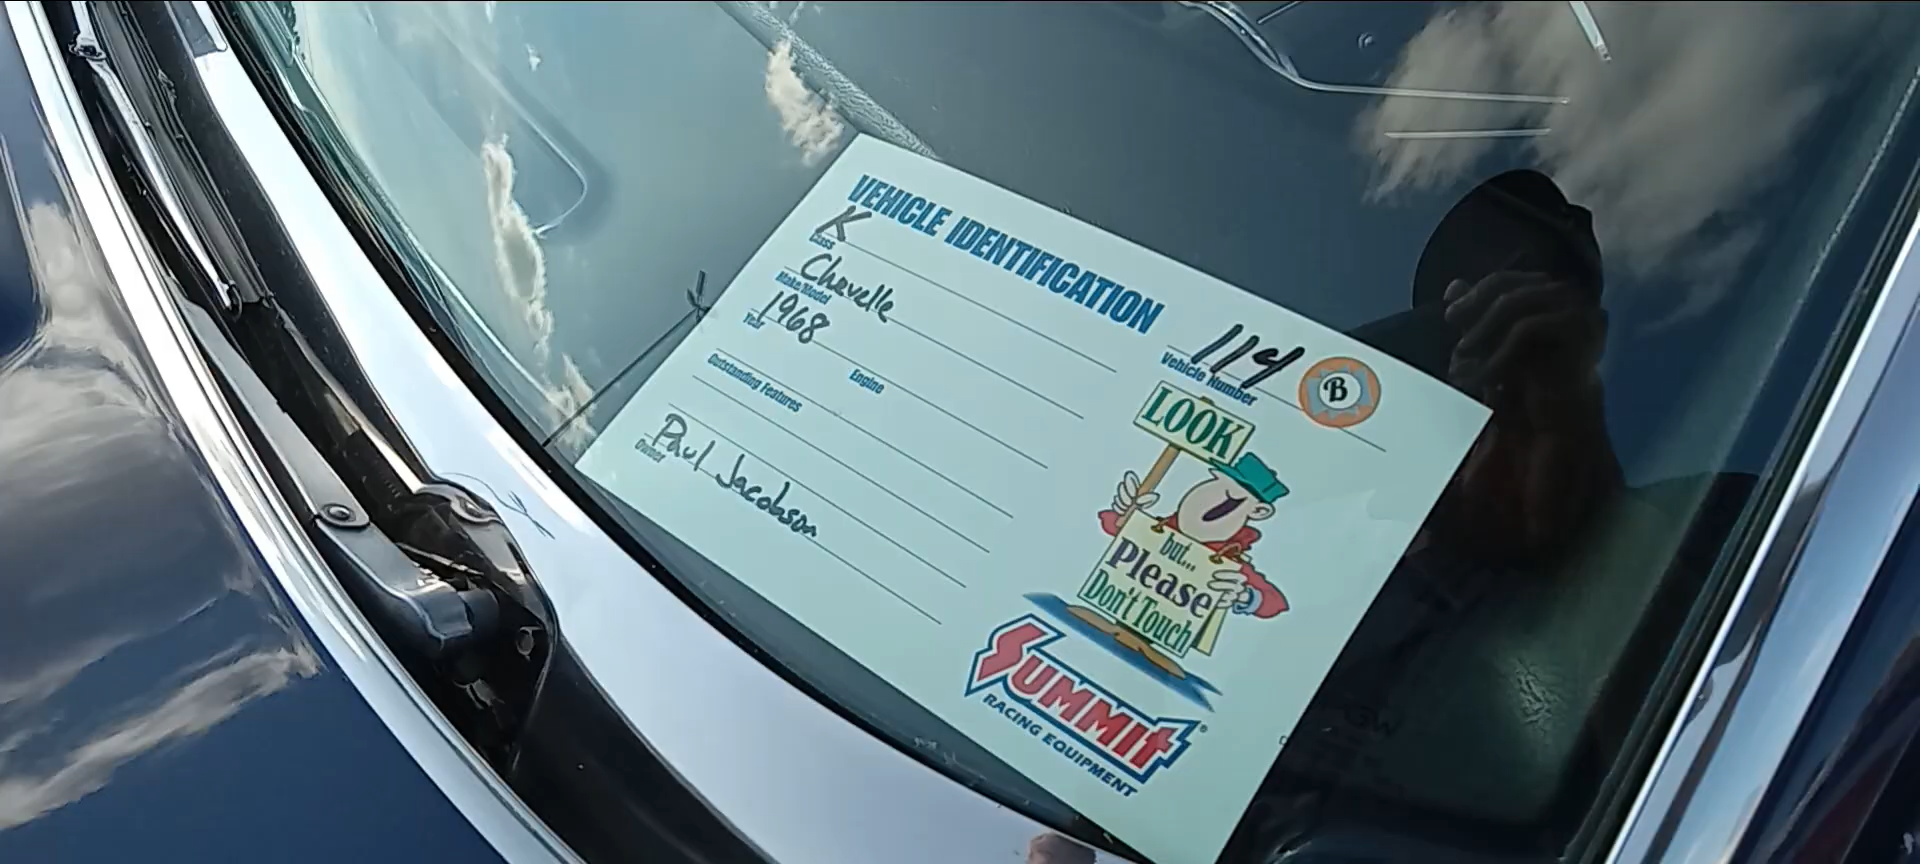 VEHICLE IDENTIFICATION
K
Class
Chevelle
Make/Model
1968
Year
Engine
Outstanding Features
Paul Jacobson
Owner
114
Vehicle Number
B
LOOK
but...
Please
Don't Touch
SUMMIT
RACING EQUIPMENT